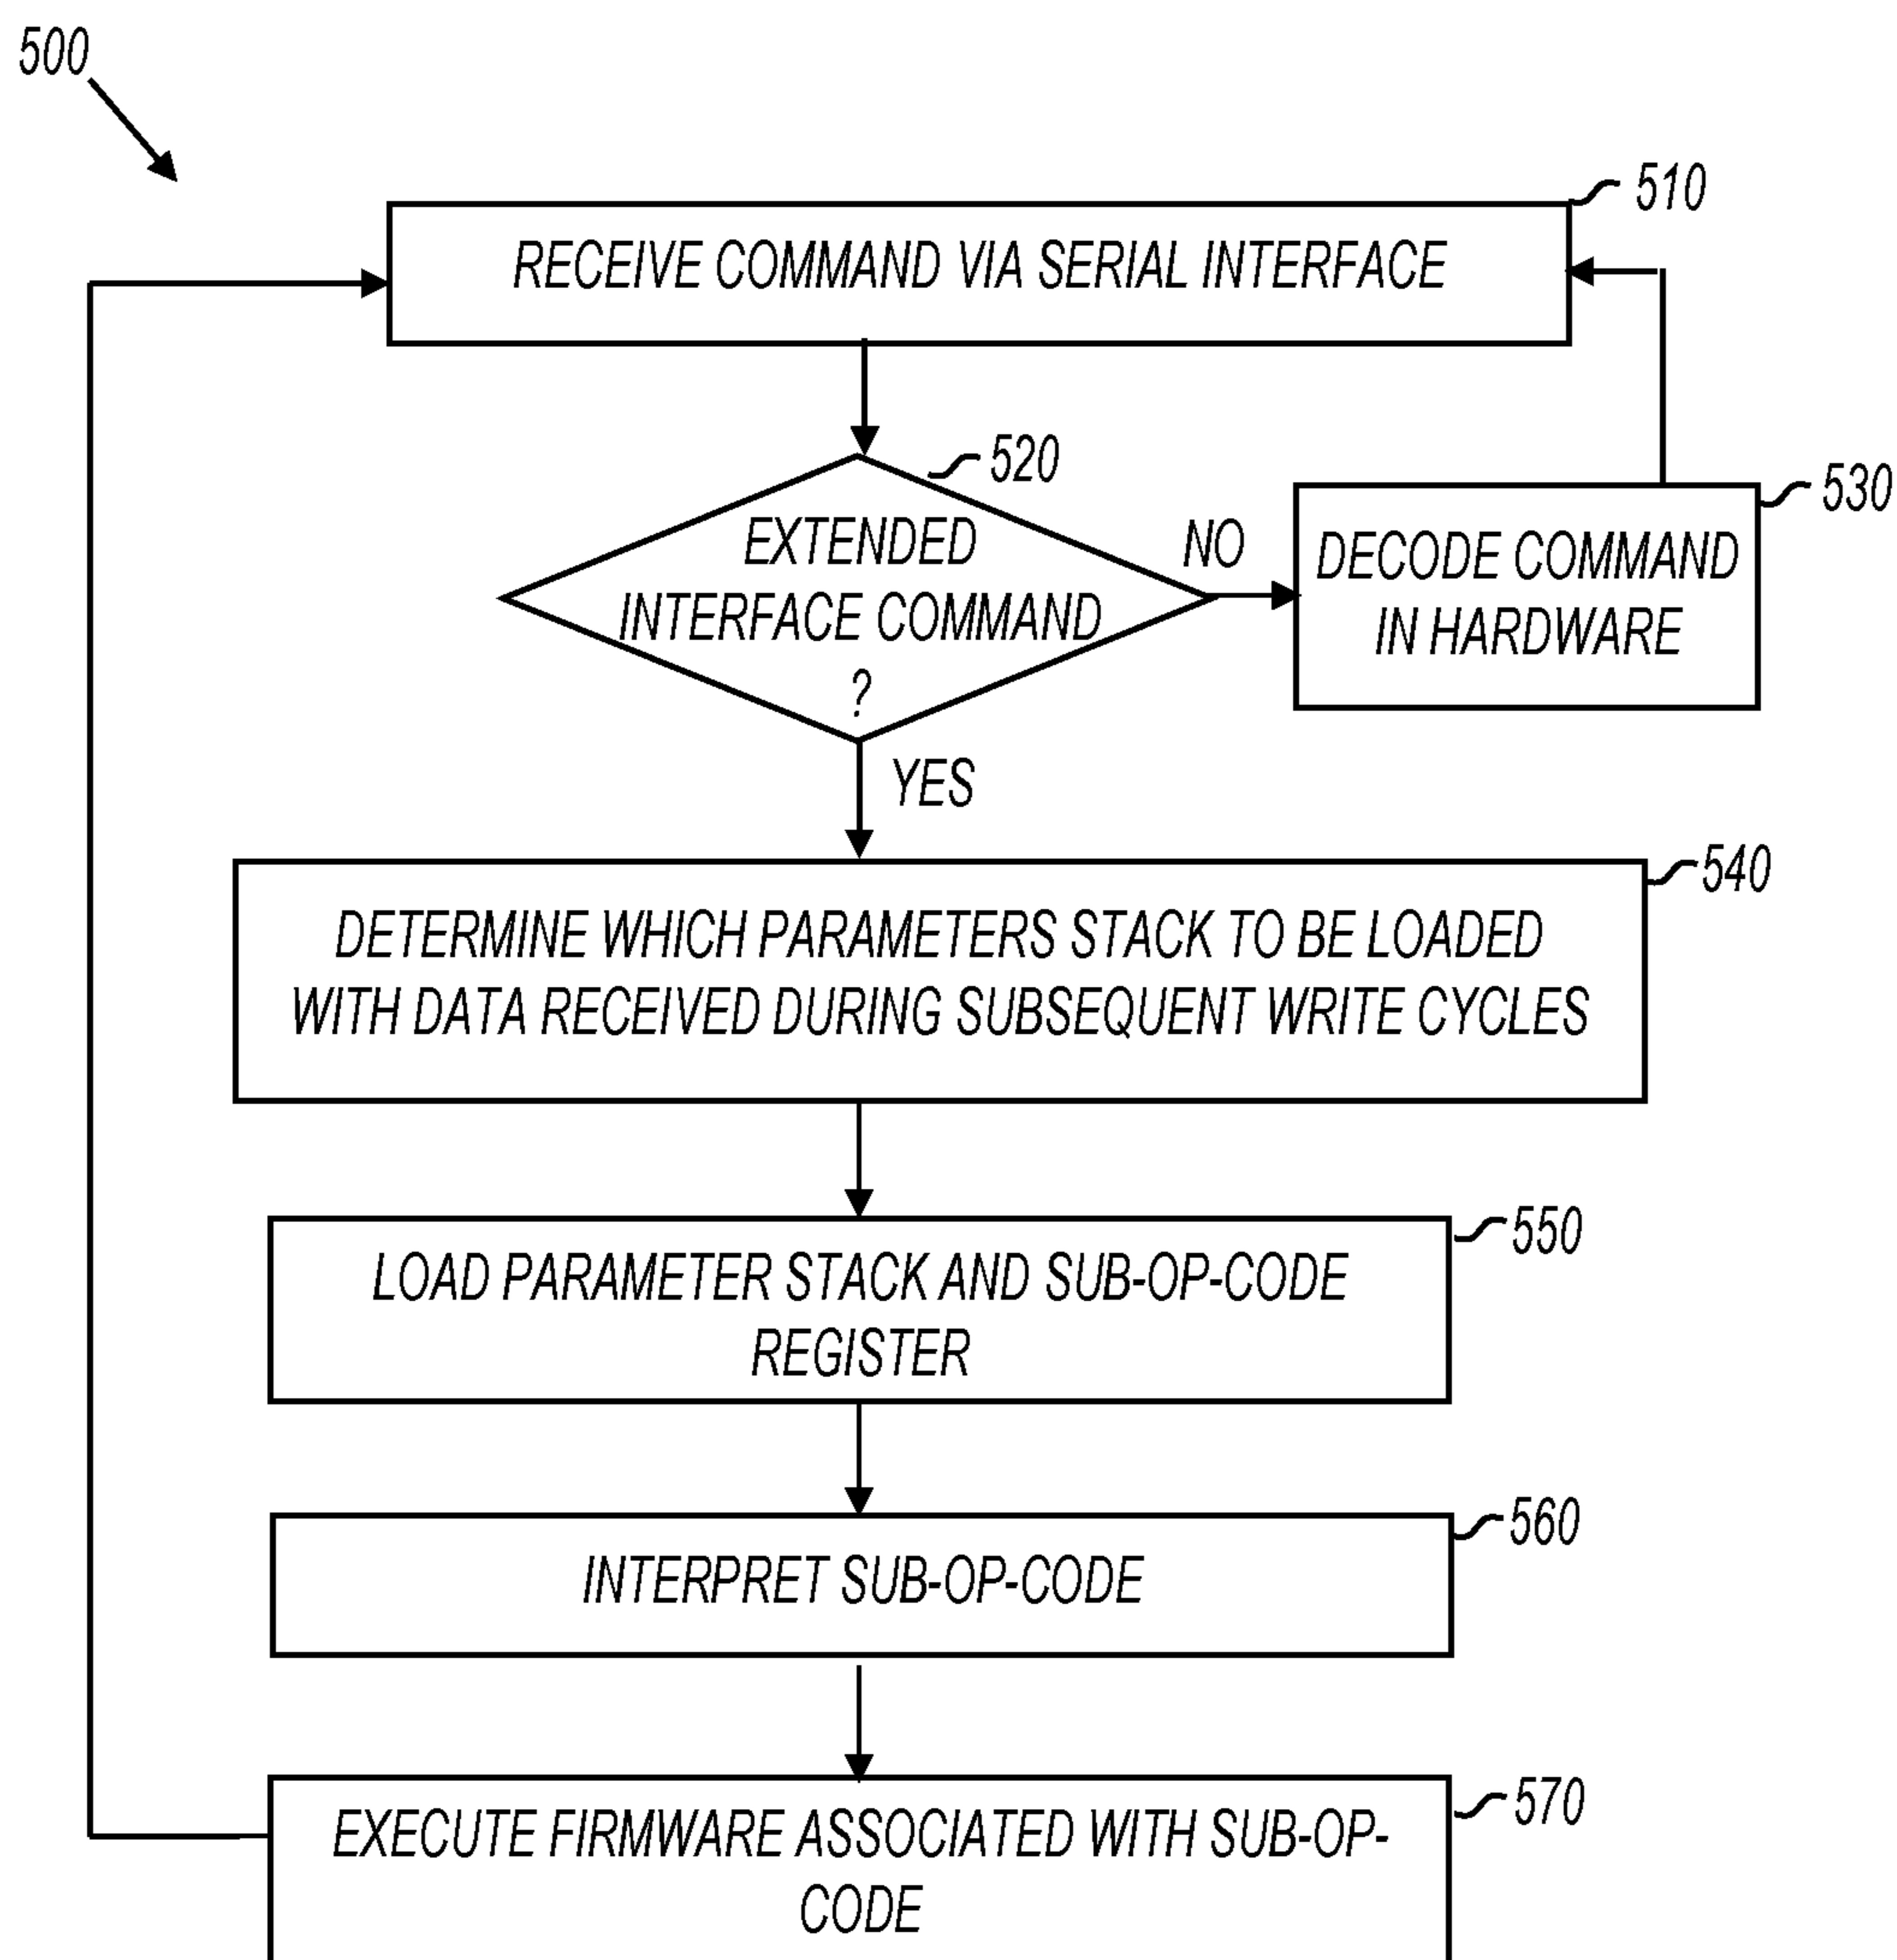 500
510
RECEIVE COMMAND VIA SERIAL INTERFACE
520
EXTENDED
INTERFACE COMMAND
?
NO
530
DECODE COMMAND
IN HARDWARE
YES
540
DETERMINE WHICH PARAMETERS STACK TO BE LOADED
WITH DATA RECEIVED DURING SUBSEQUENT WRITE CYCLES
550
LOAD PARAMETER STACK AND SUB-OP-CODE
REGISTER
560
INTERPRET SUB-OP-CODE
570
EXECUTE FIRMWARE ASSOCIATED WITH SUB-OP-
CODE